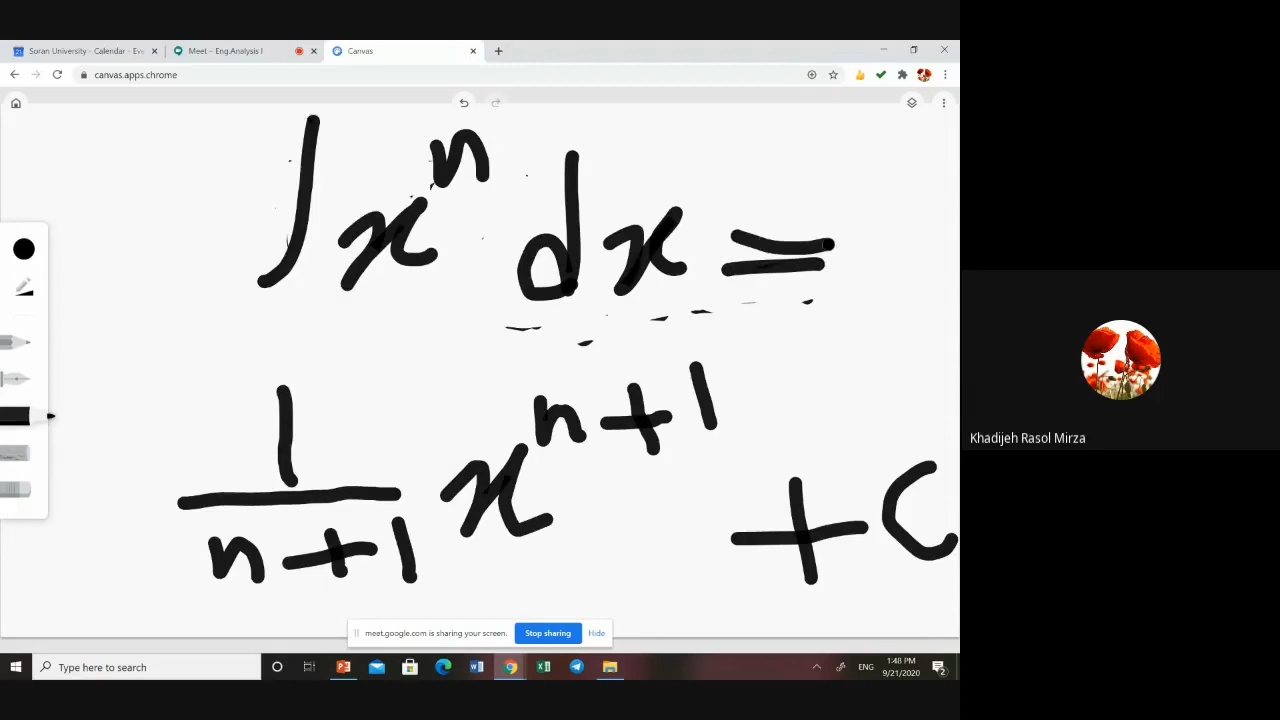 Soran University - Calendar - Eve
Meet – Eng.Analysis I
Canvas
canvas.apps.chrome
∫xⁿ dx =
1
n+1
xⁿ⁺¹ + C
Khadijeh Rasol Mirza
meet.google.com is sharing your screen.
Stop sharing
Hide
Type here to search
ENG
1:48 PM
9/21/2020
2